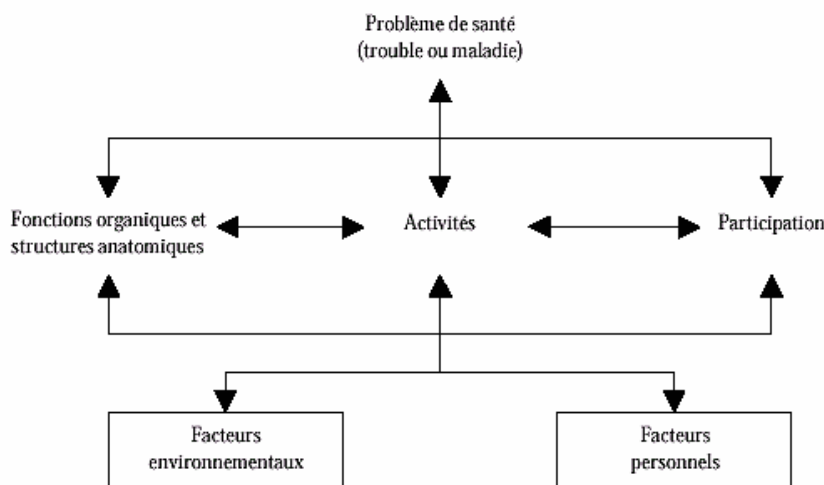 Problème de santé
(trouble ou maladie)
Fonctions organiques et
structures anatomiques
Activités
Participation
Facteurs
environnementaux
Facteurs
personnels